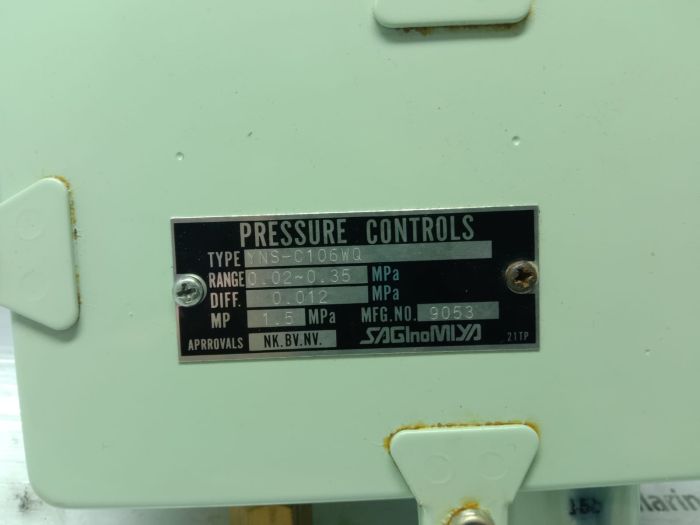 PRESSURE CONTROLS
TYPE YNS-C106WQ
RANGE 0.02~0.35 MPa
DIFF. 0.012 MPa
MP 1.5 MPa MFG.NO. 9053
APRROVALS NK.BV.NV. SAGInoMIYA 21TP